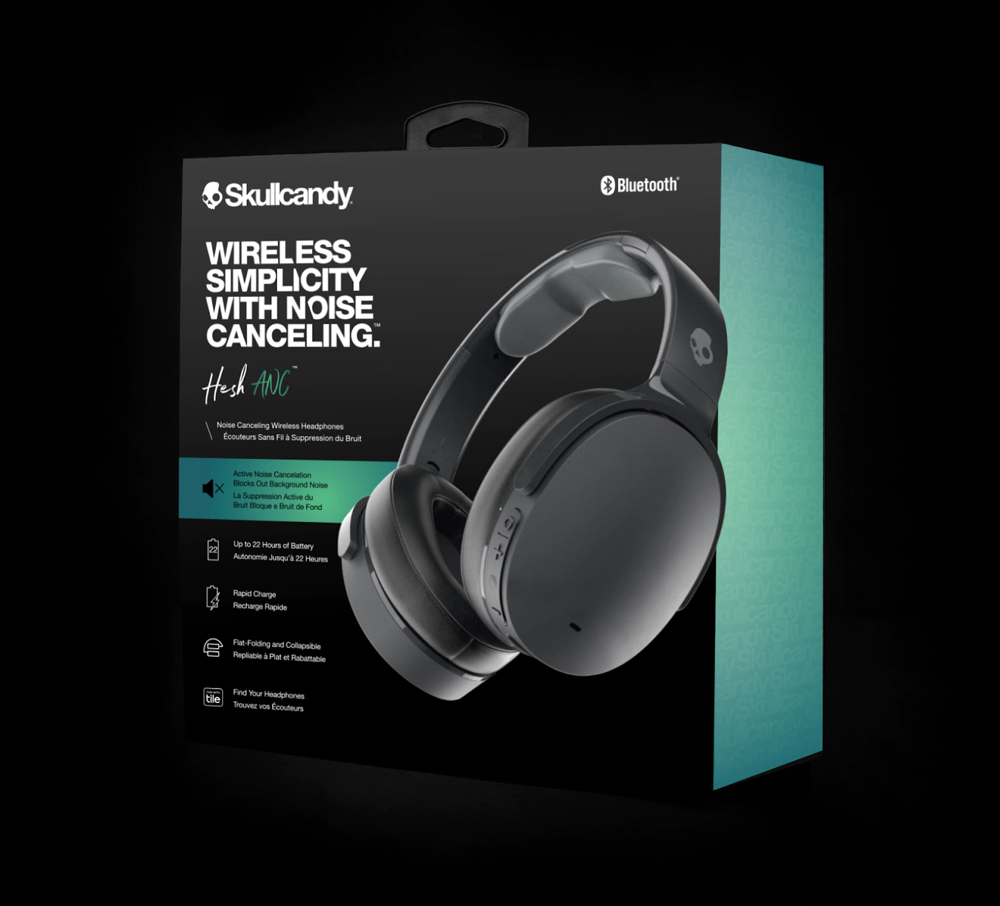 Skullcandy®
Bluetooth®
WIRELESS
SIMPLICITY
WITH NOISE
CANCELING.™
Hesh ANC™
Noise Canceling Wireless Headphones
Écouteurs Sans Fil à Suppression du Bruit
Active Noise Cancelation
Blocks Out Background Noise
La Suppression Active du
Bruit Bloque e Bruit de Fond
22
Up to 22 Hours of Battery
Autonomie Jusqu'à 22 Heures
Rapid Charge
Recharge Rapide
Flat-Folding and Collapsible
Repliable à Plat et Rabattable
FIND WITH
tile
Find Your Headphones
Trouvez vos Écouteurs